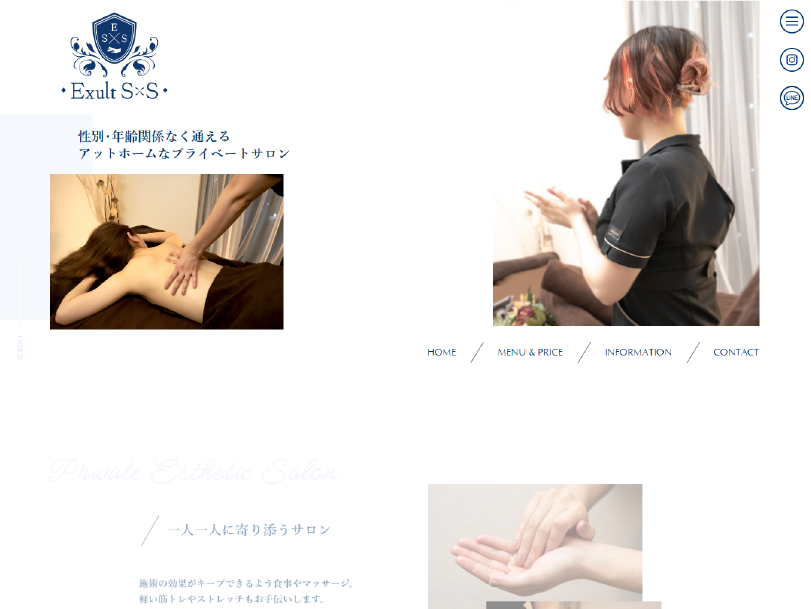 E
S S
Exult S×S
性別・年齢関係なく通える
アットホームなプライベートサロン
LINE
HOME
MENU & PRICE
INFORMATION
CONTACT
Private Esthetic Salon
一人一人に寄り添うサロン
施術の効果がキープできるよう食事やマッサージ、
軽い筋トレやストレッチもお手伝いします。